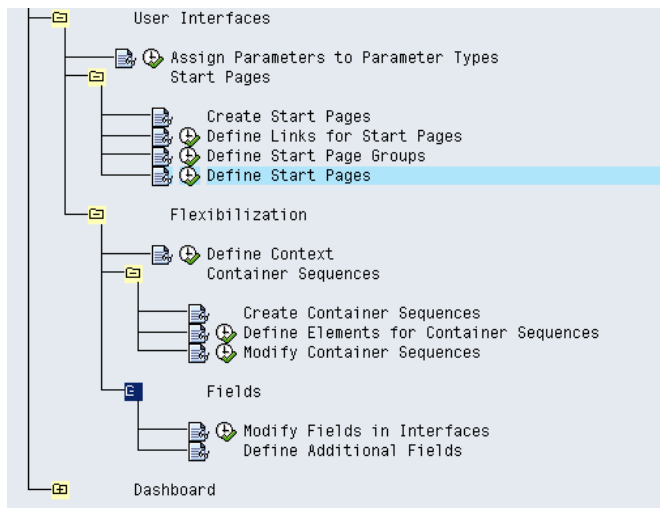 User Interfaces
Assign Parameters to Parameter Types
Start Pages
Create Start Pages
Define Links for Start Pages
Define Start Page Groups
Define Start Pages
Flexibilization
Define Context
Container Sequences
Create Container Sequences
Define Elements for Container Sequences
Modify Container Sequences
Fields
Modify Fields in Interfaces
Define Additional Fields
Dashboard